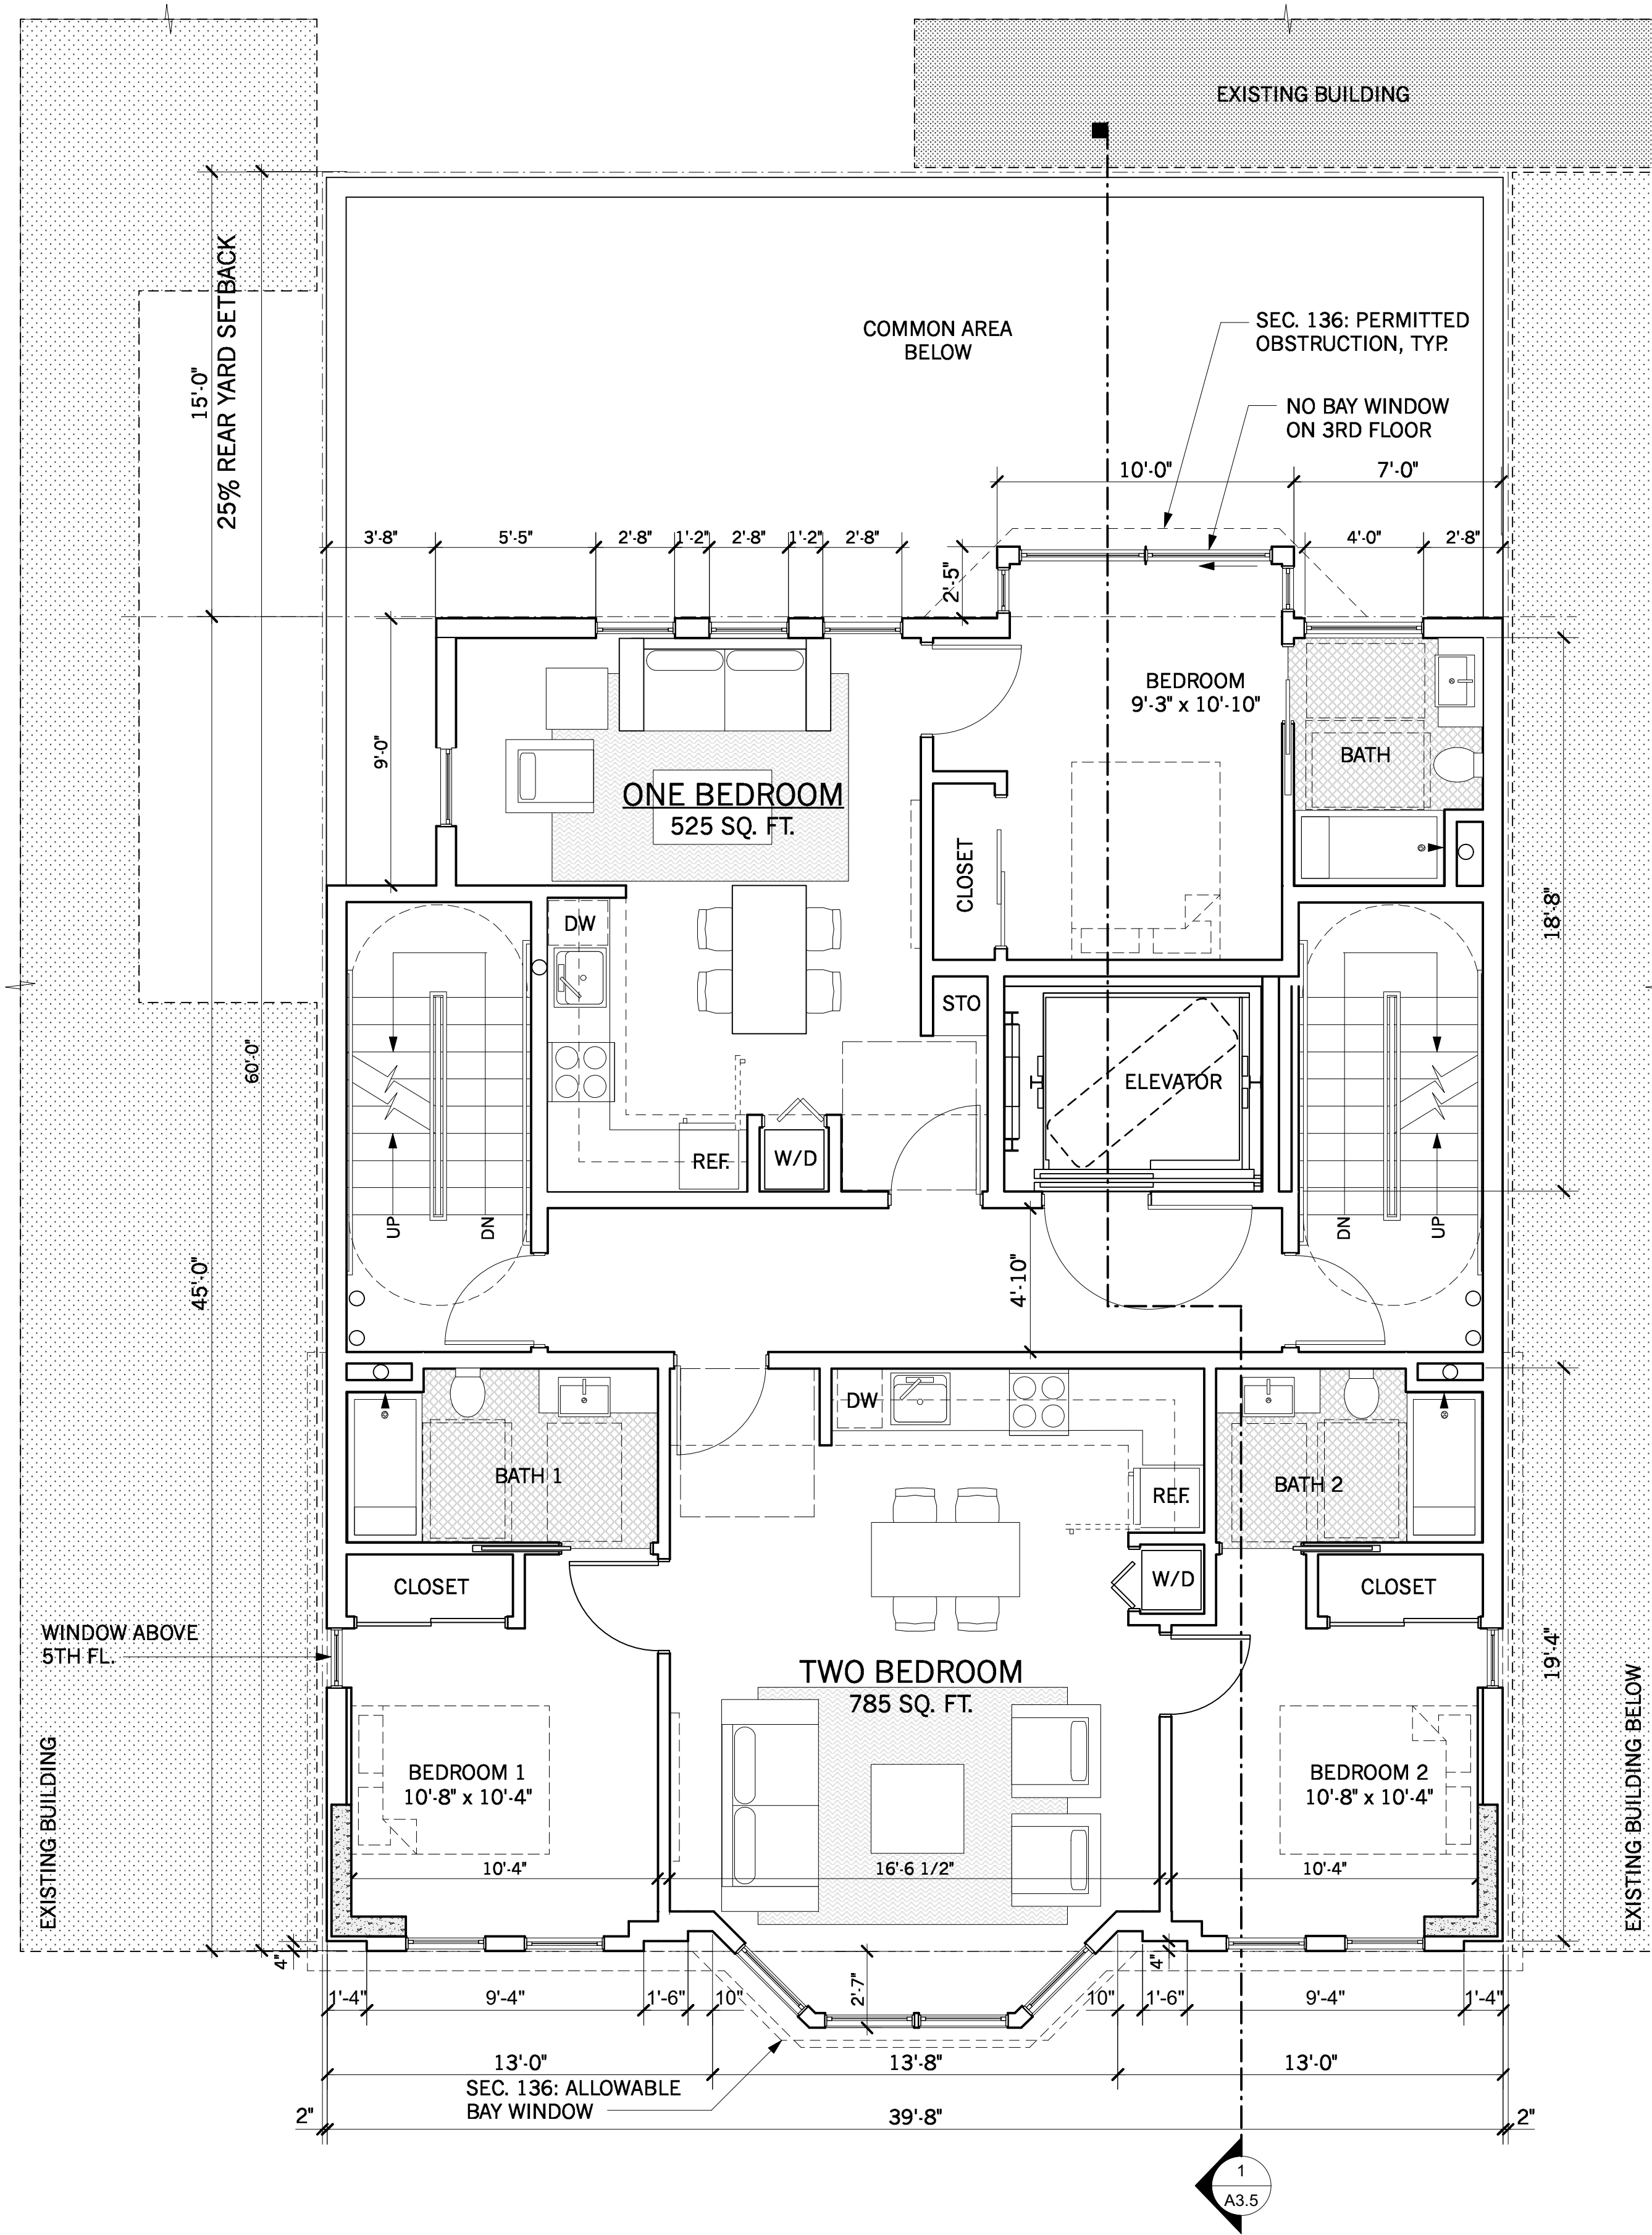 EXISTING BUILDING
15'-0"
25% REAR YARD SETBACK
COMMON AREA
BELOW
SEC. 136: PERMITTED
OBSTRUCTION, TYP.
NO BAY WINDOW
ON 3RD FLOOR
10'-0"
7'-0"
3'-8"
5'-5"
2'-8"
1'-2"
2'-8"
1'-2"
2'-8"
4'-0"
2'-8"
2'-5"
9'-0"
BEDROOM
9'-3" x 10'-10"
BATH
ONE BEDROOM
525 SQ. FT.
CLOSET
18'-8"
DW
STO
60'-0"
ELEVATOR
REF.
W/D
UP
DN
DN
UP
45'-0"
4'-10"
DW
BATH 1
BATH 2
REF.
CLOSET
W/D
CLOSET
WINDOW ABOVE
5TH FL.
19'-4"
TWO BEDROOM
785 SQ. FT.
EXISTING BUILDING
BEDROOM 1
10'-8" x 10'-4"
BEDROOM 2
10'-8" x 10'-4"
EXISTING BUILDING BELOW
10'-4"
16'-6 1/2"
10'-4"
4"
4"
2'-7"
1'-4"
9'-4"
1'-6"
10"
10"
1'-6"
9'-4"
1'-4"
13'-0"
13'-8"
13'-0"
SEC. 136: ALLOWABLE
BAY WINDOW
2"
39'-8"
2"
1
A3.5